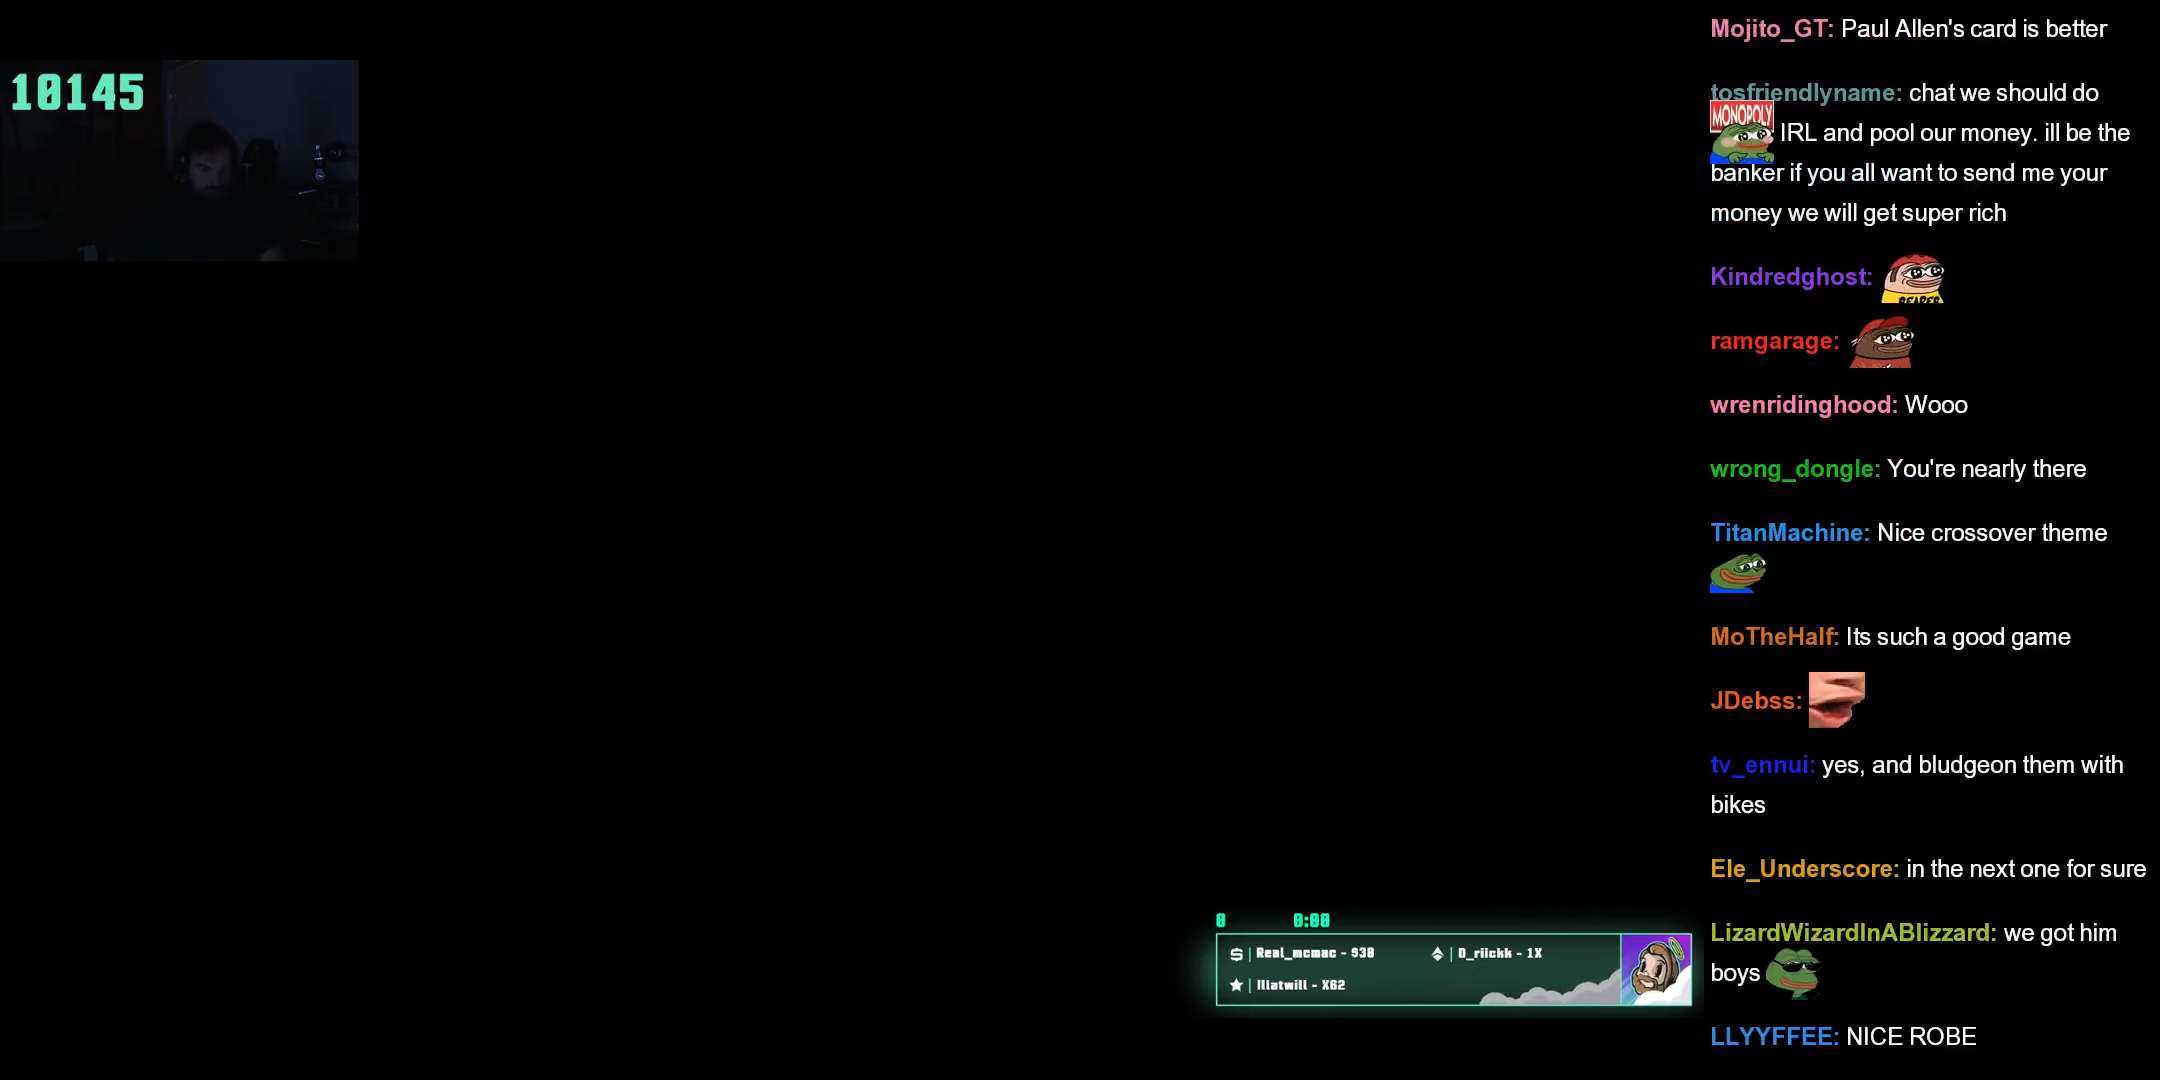 10145
Mojito_GT: Paul Allen's card is better
tosfriendlyname: chat we should do
MONOPOLY IRL and pool our money. ill be the
banker if you all want to send me your
money we will get super rich
Kindredghost:
REAPER
ramgarage:
wrenridinghood: Wooo
wrong_dongle: You're nearly there
TitanMachine: Nice crossover theme
MoTheHalf: Its such a good game
JDebss:
tv_ennui: yes, and bludgeon them with
bikes
Ele_Underscore: in the next one for sure
LizardWizardInABlizzard: we got him
boys
LLYYFFEE: NICE ROBE
0 0:00
$ | Real_mcmac - $30
| D_riickk - 1X
★ | Illatwill - X62